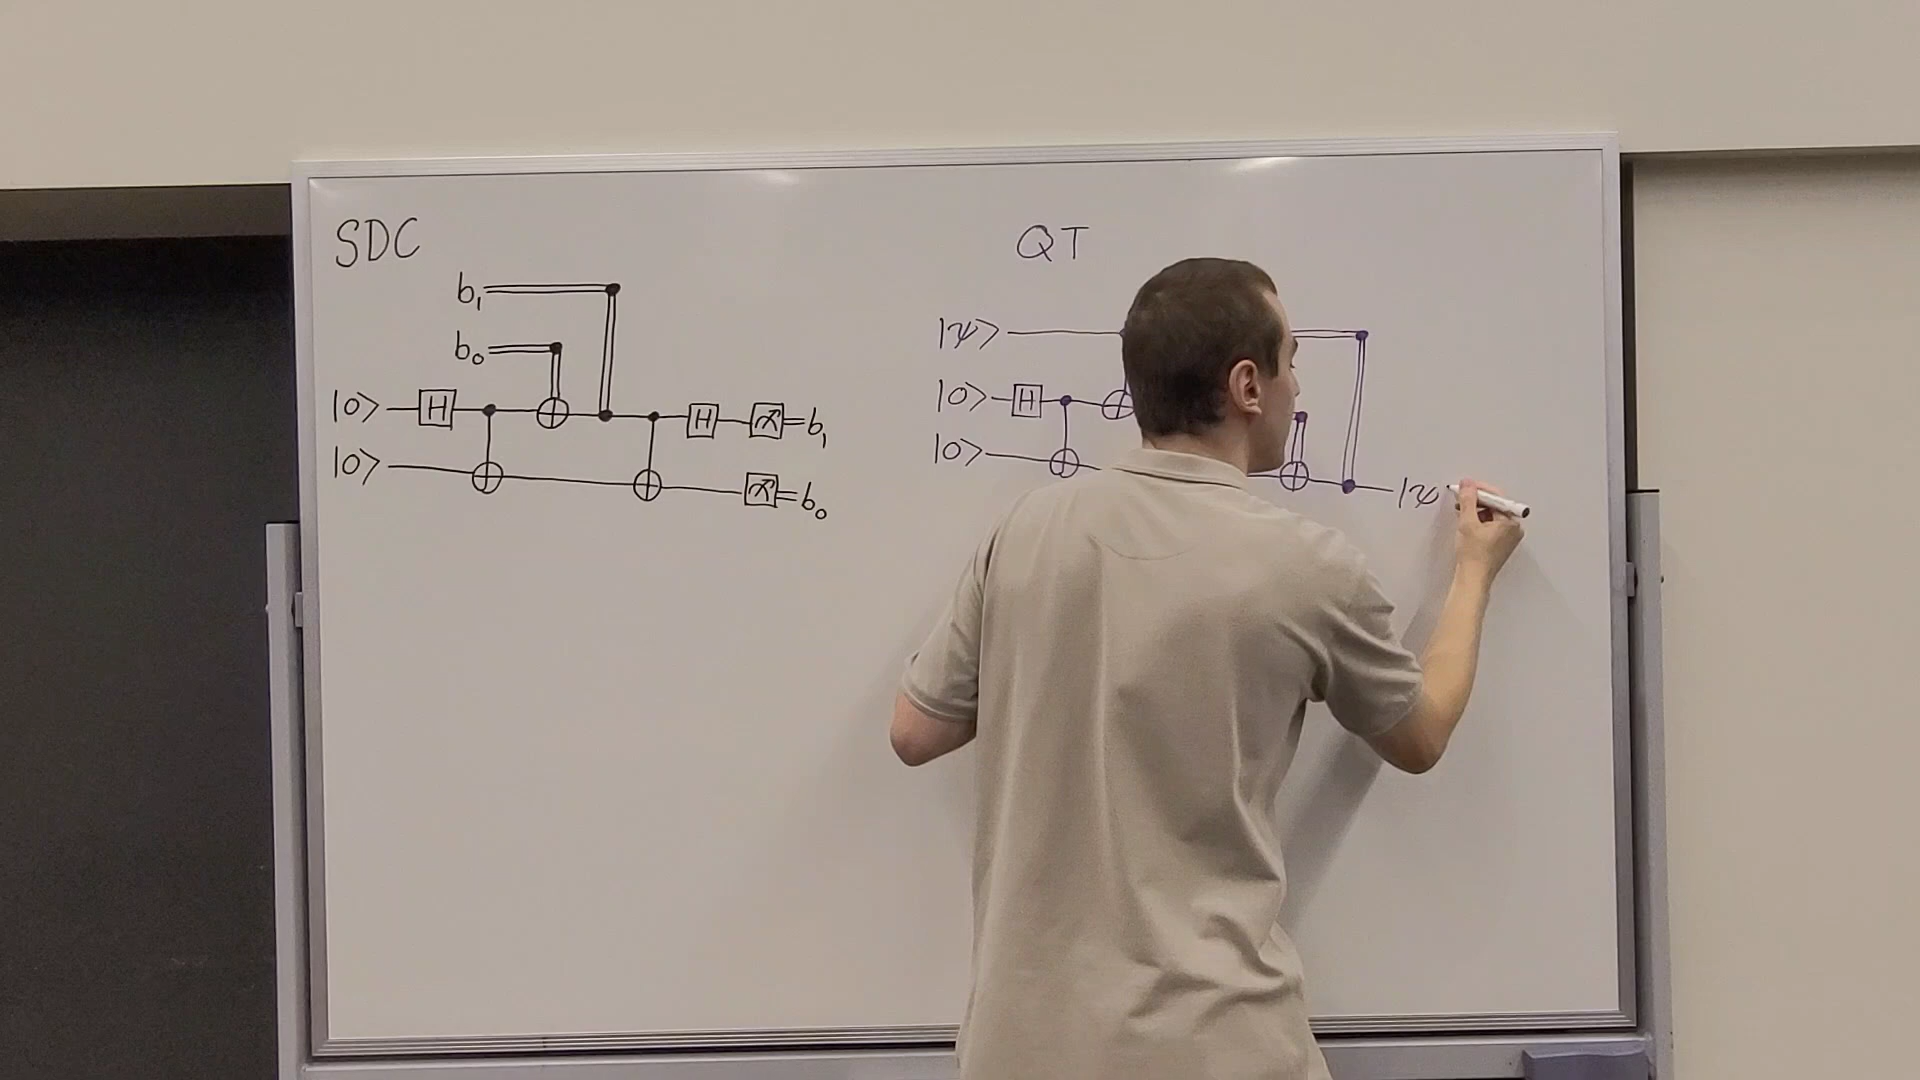 SDC
b₁
b₀
|0⟩ H H b₁
|0⟩ b₀
QT
|ψ⟩
|0⟩ H
|0⟩ |ψ